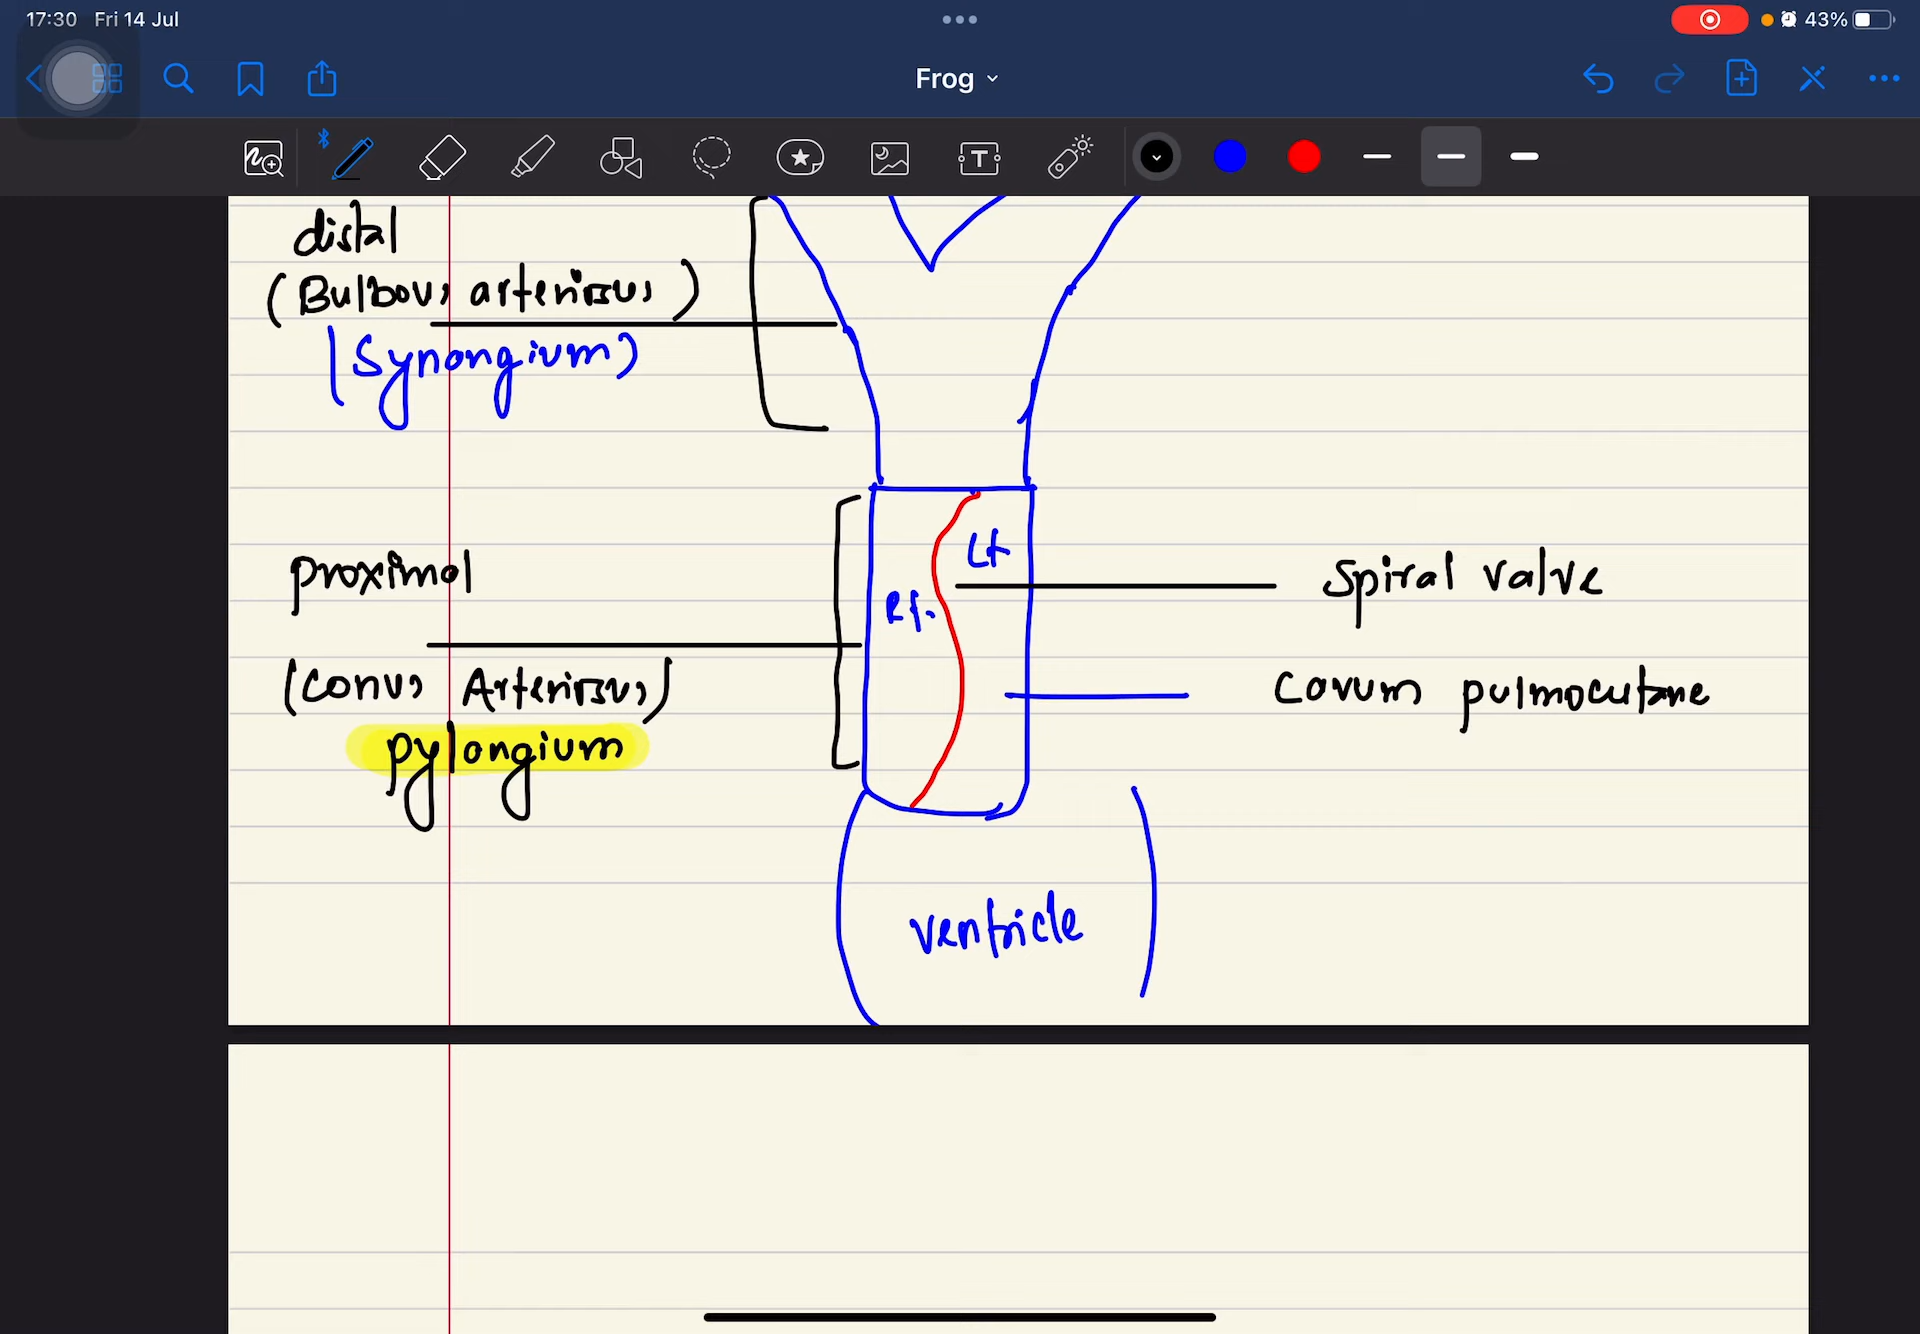 17:30 Fri 14 Jul
43%
Frog
T
distal
(Bulbous arteriosus)
(Synangium)
Lt
proximal
Spiral valve
Rt.
(Conus Arteriosus)
Cavum pulmocutane
pylangium
ventricle